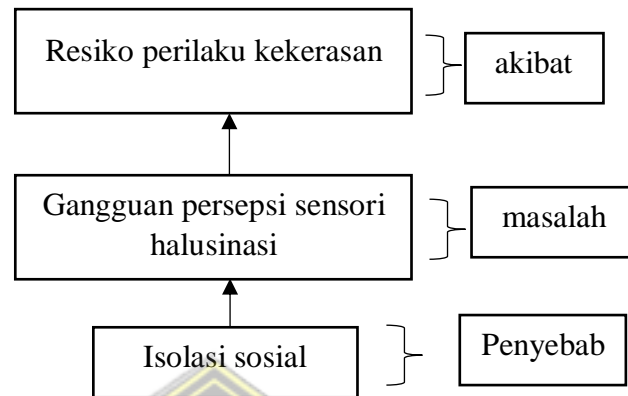 Resiko perilaku kekerasan
akibat
Gangguan persepsi sensori
halusinasi
masalah
Isolasi sosial
Penyebab